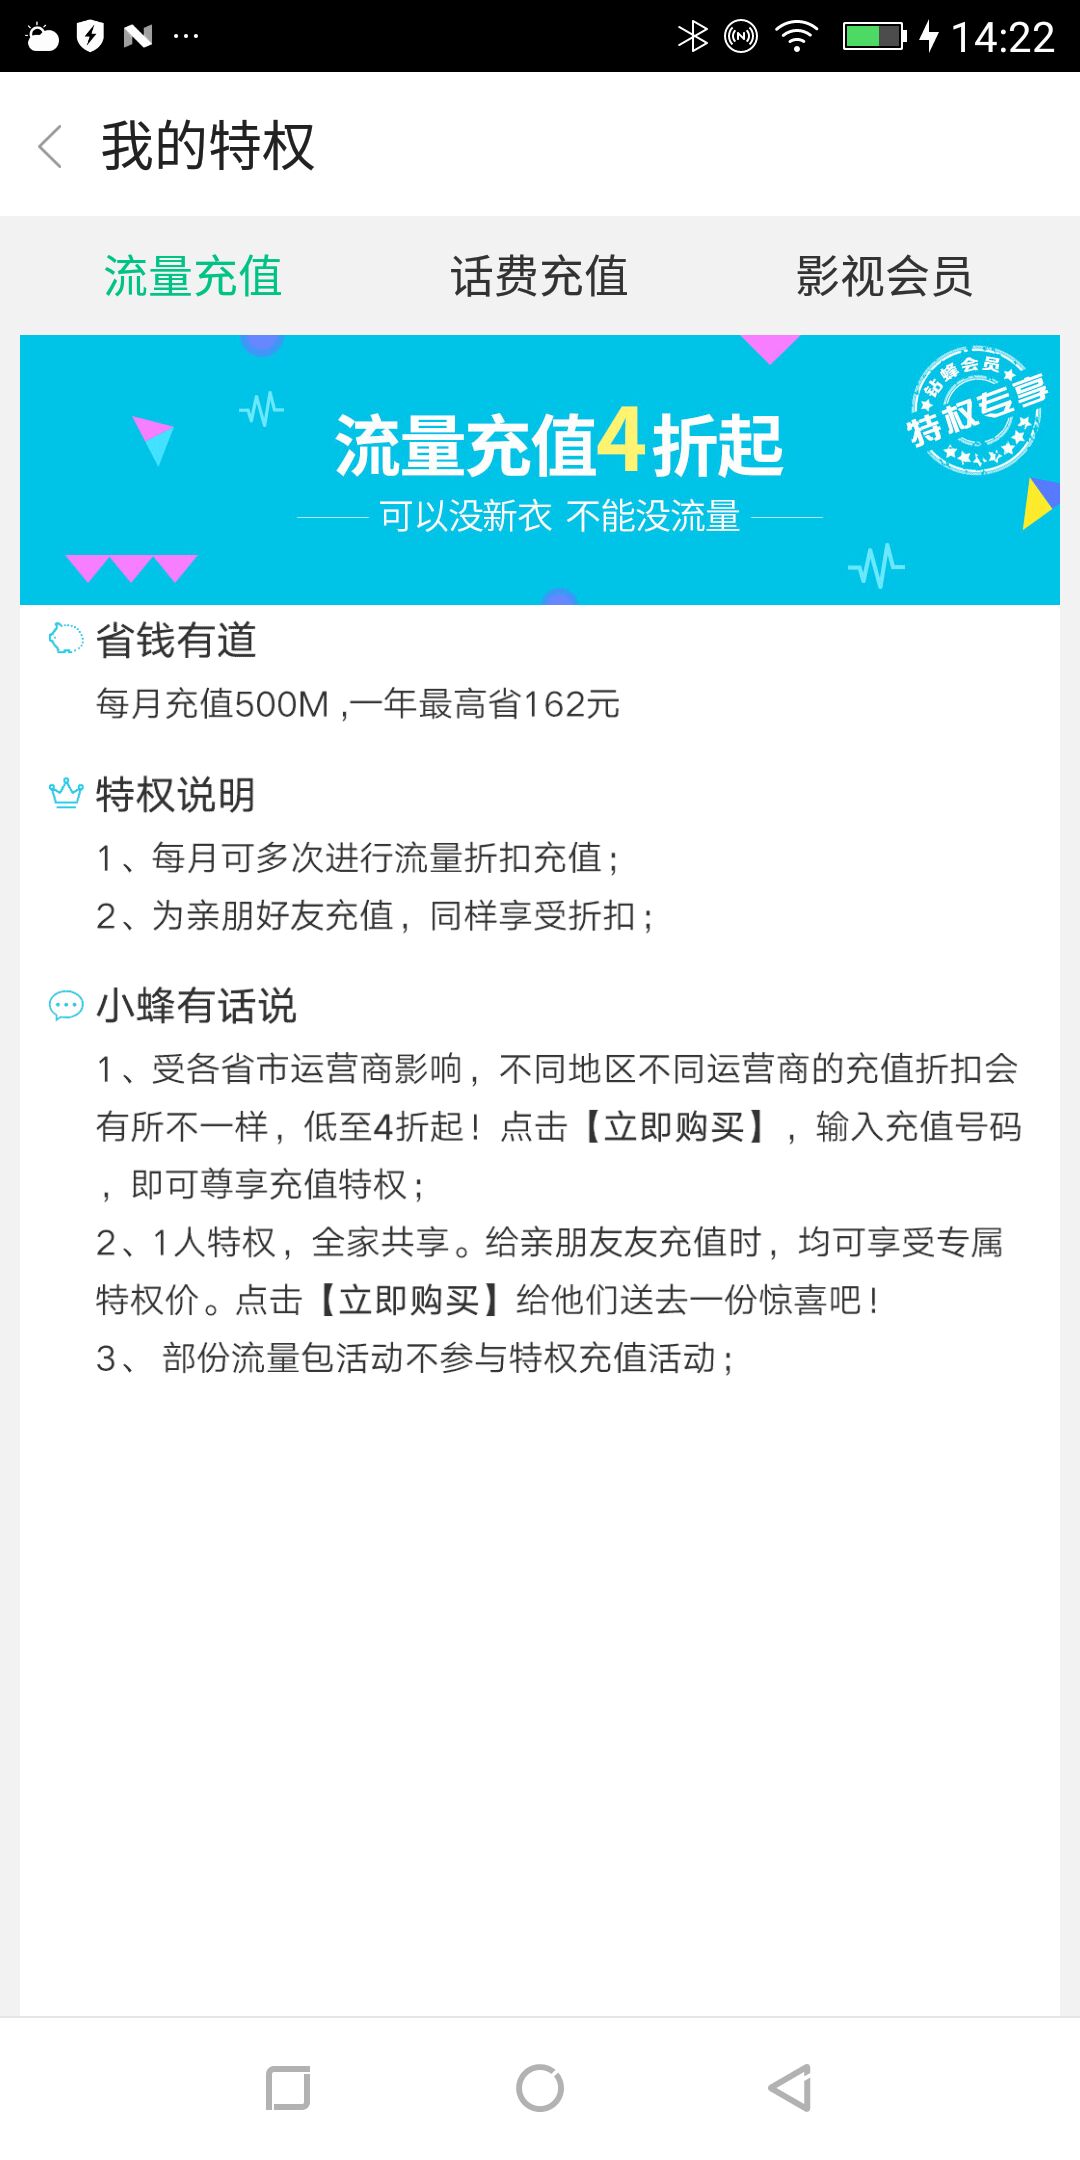 14:22
我的特权
流量充值 话费充值 影视会员
钻蜂会员
特权专享
流量充值4折起
可以没新衣 不能没流量
省钱有道
每月充值500M ,一年最高省162元
特权说明
1、每月可多次进行流量折扣充值；
2、为亲朋好友充值，同样享受折扣；
小蜂有话说
1、受各省市运营商影响，不同地区不同运营商的充值折扣会
有所不一样，低至4折起！点击【立即购买】，输入充值号码
，即可尊享充值特权；
2、1人特权，全家共享。给亲朋友友充值时，均可享受专属
特权价。点击【立即购买】给他们送去一份惊喜吧！
3、 部份流量包活动不参与特权充值活动；